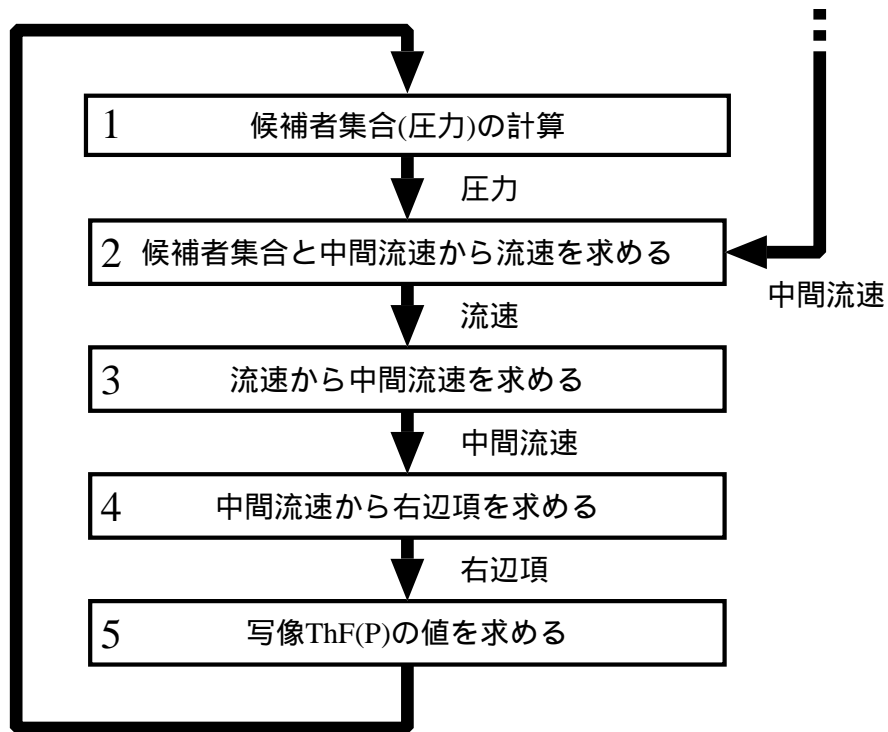 1 候補者集合(圧力)の計算
圧力
2 候補者集合と中間流速から流速を求める
中間流速
流速
3 流速から中間流速を求める
中間流速
4 中間流速から右辺項を求める
右辺項
5 写像ThF(P)の値を求める